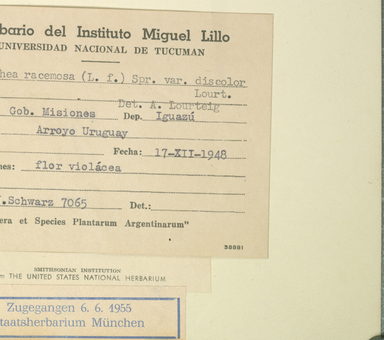 bario del Instituto Miguel Lillo
UNIVERSIDAD NACIONAL DE TUCUMAN
hea racemosa (L. f.) Spr. var. discolor
Lourt.
Det. A. Lourteig
Gob. Misiones Dep. Iguazú
Arroyo Uruguay
Fecha: 17-XII-1948
nes: flor violácea
.Schwarz 7065 Det.:
era et Species Plantarum Argentinarum"
38881
SMITHSONIAN INSTITUTION
m THE UNITED STATES NATIONAL HERBARIUM
Zugegangen 6. 6. 1955
taatsherbarium München